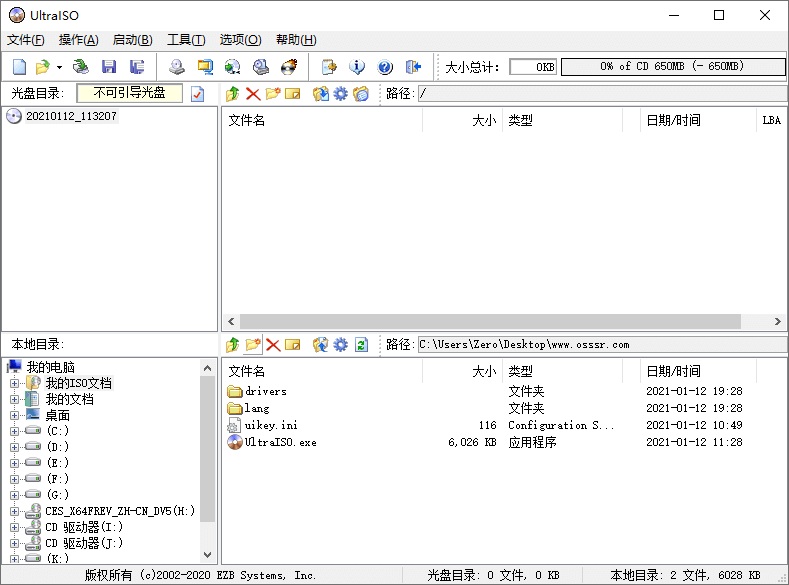 UltraISO
文件(F) 操作(A) 启动(B) 工具(T) 选项(O) 帮助(H)
大小总计: 0KB 0% of CD 650MB (- 650MB)
光盘目录: 不可引导光盘 路径: /
20210112_113207
文件名 大小 类型 日期/时间 LBA
本地目录: 路径: C:\Users\Zero\Desktop\www.osssr.com
我的电脑
我的ISO文档
我的文档
桌面
(C:)
(D:)
(E:)
(F:)
(G:)
CES_X64FREV_ZH-CN_DV5(H:)
CD 驱动器(I:)
CD 驱动器(J:)
(K:)
文件名 大小 类型 日期/时间
drivers 文件夹 2021-01-12 19:28
lang 文件夹 2021-01-12 19:28
uikey.ini 116 Configuration S... 2021-01-12 10:49
UltraISO.exe 6,026 KB 应用程序 2021-01-12 11:28
版权所有 (c)2002-2020 EZB Systems, Inc. 光盘目录: 0 文件, 0 KB 本地目录: 2 文件, 6028 KB